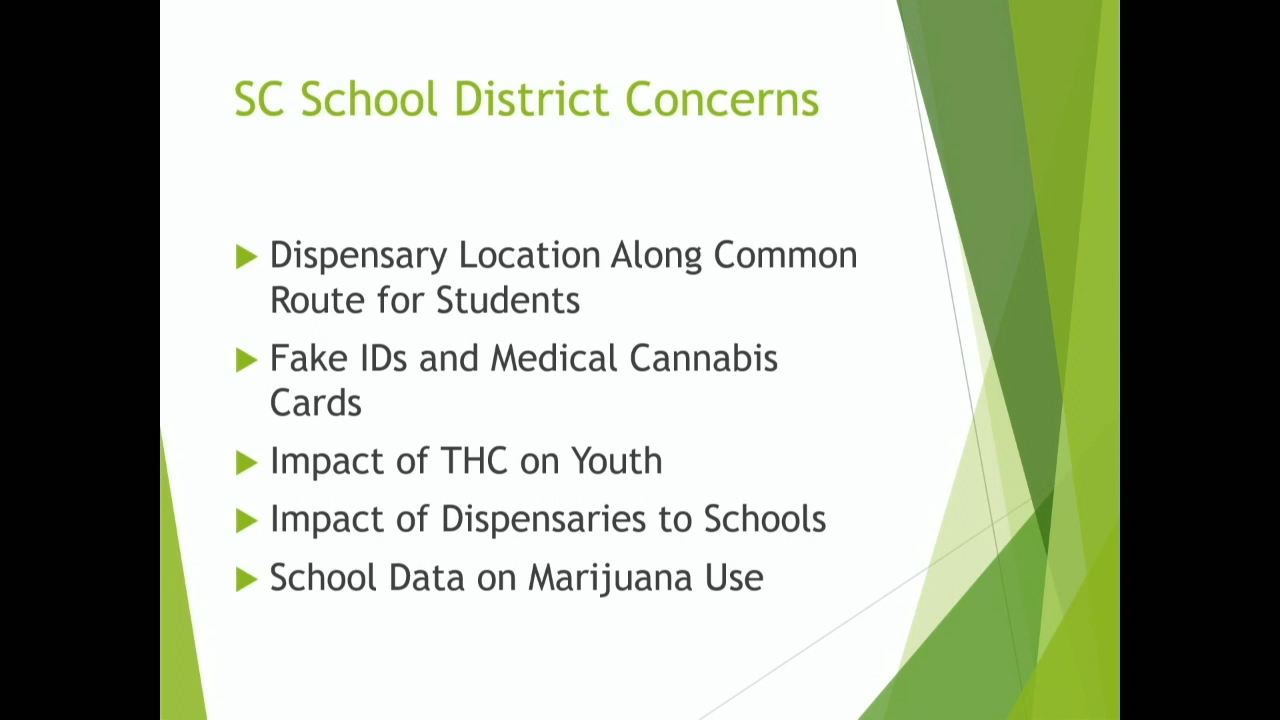 SC School District Concerns
Dispensary Location Along Common
Route for Students
Fake IDs and Medical Cannabis
Cards
Impact of THC on Youth
Impact of Dispensaries to Schools
School Data on Marijuana Use